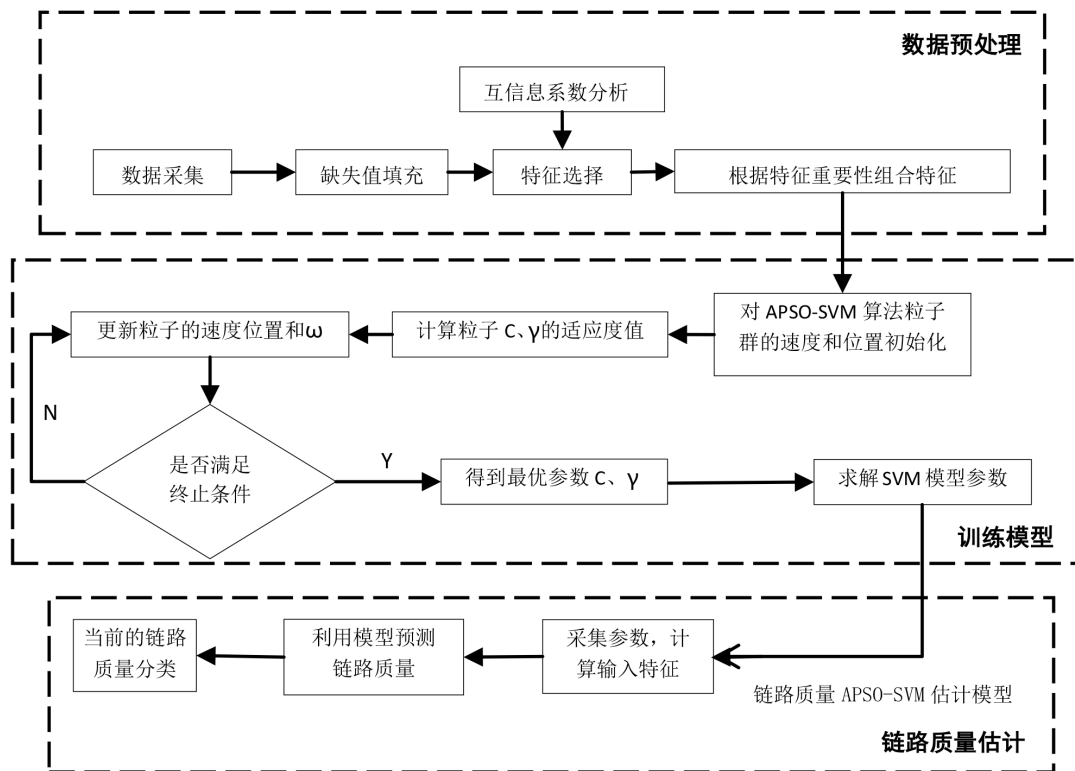 数据预处理
互信息系数分析
数据采集
缺失值填充
特征选择
根据特征重要性组合特征
对 APSO-SVM 算法粒子
群的速度和位置初始化
计算粒子 C、γ的适应度值
更新粒子的速度位置和ω
N
是否满足
终止条件
Y
得到最优参数 C、γ
求解 SVM 模型参数
训练模型
当前的链路
质量分类
利用模型预测
链路质量
采集参数，计
算输入特征
链路质量 APSO-SVM 估计模型
链路质量估计